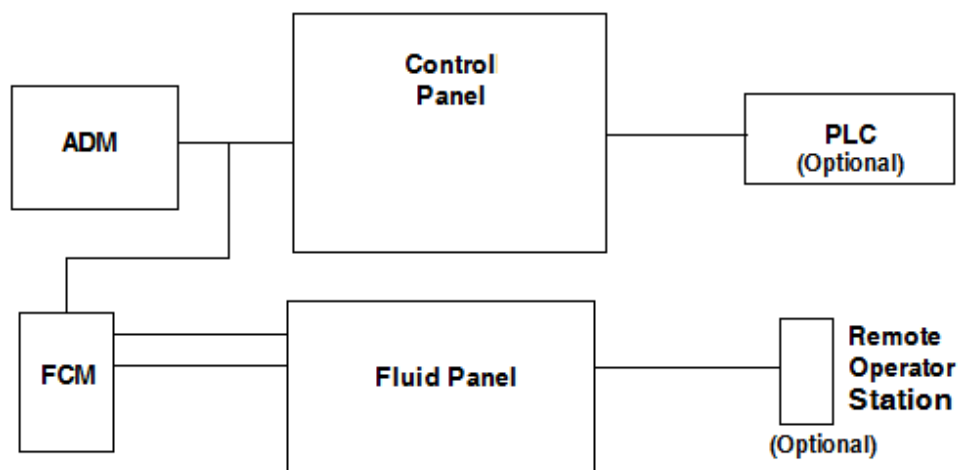 Control
Panel
ADM
PLC
(Optional)
FCM
Fluid Panel
Remote
Operator
Station
(Optional)